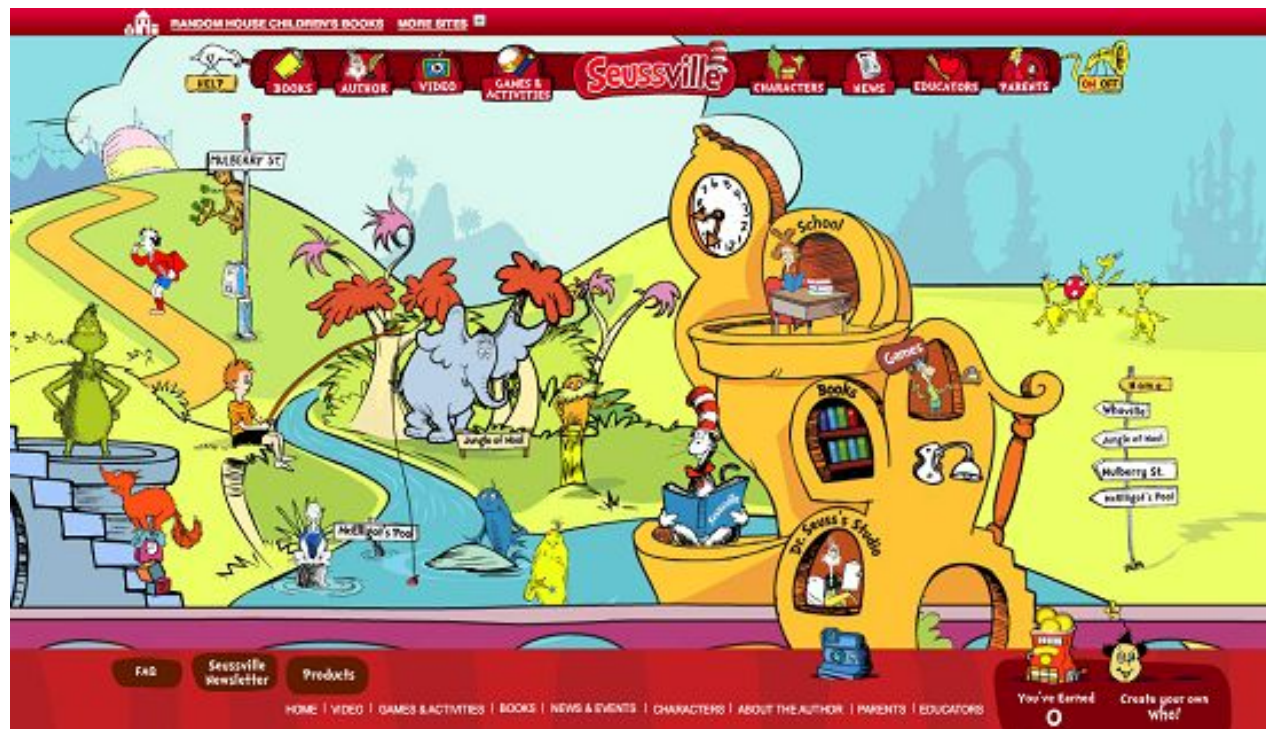 RANDOM HOUSE CHILDREN'S BOOKS MORE SITES
HELP
BOOKS
AUTHOR
VIDEO
GAMES &
ACTIVITIES
Seussville
CHARACTERS
NEWS
EDUCATORS
PARENTS
ON OFF
MULBERRY ST.
School
Games
Books
Home
Whoville
Jungle of Nool
Mulberry St.
McElligot's Pool
Jungle of Nool
McElligot's Pool
Seussville
Dr. Seuss's Studio
FAQ
Seussville
Newsletter
Products
You've Earned
0
Create your own
Who!
HOME | VIDEO | GAMES & ACTIVITIES | BOOKS | NEWS & EVENTS | CHARACTERS | ABOUT THE AUTHOR | PARENTS | EDUCATORS